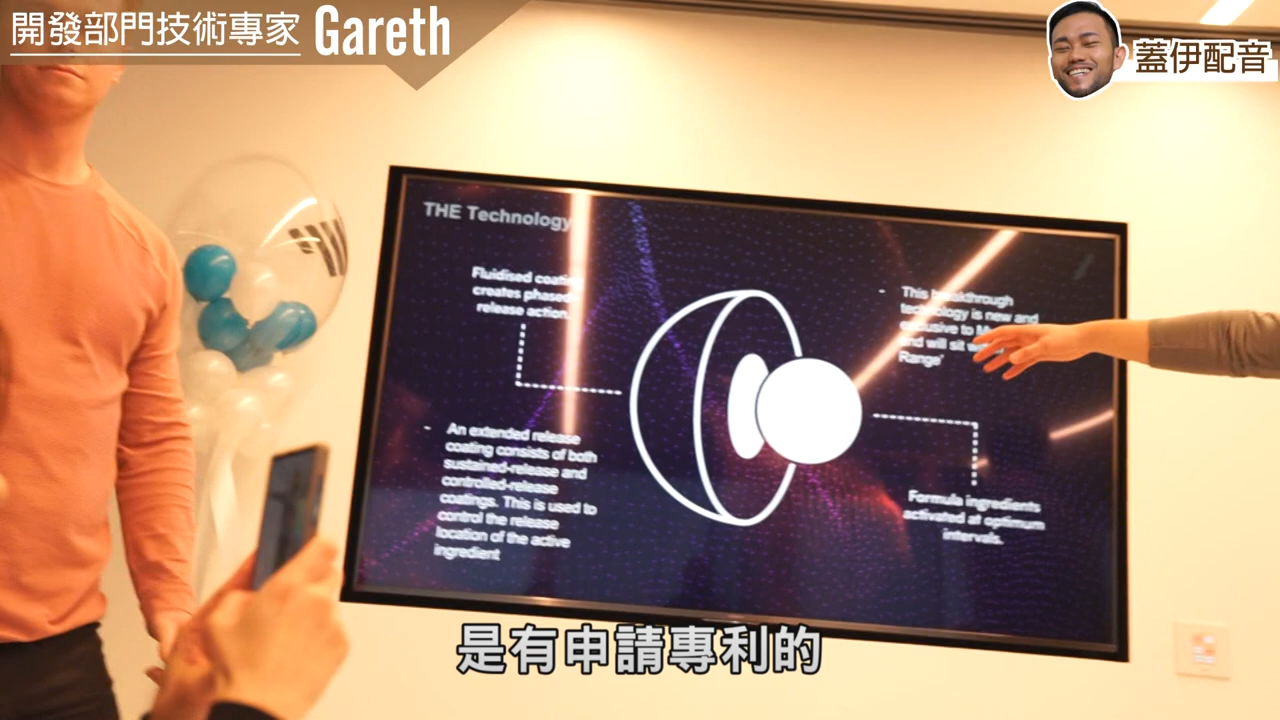 開發部門技術專家 Gareth
蓋伊配音
THE Technology
Fluidised coating
creates phased
release action.
- An extended release
coating consists of both
sustained-release and
controlled-release
coatings. This is used to
control the release
location of the active
ingredient
- This breakthrough
technology is new and
exclusive to
and will sit
Range'
Formula ingredients
activated at optimum
intervals.
是有申請專利的